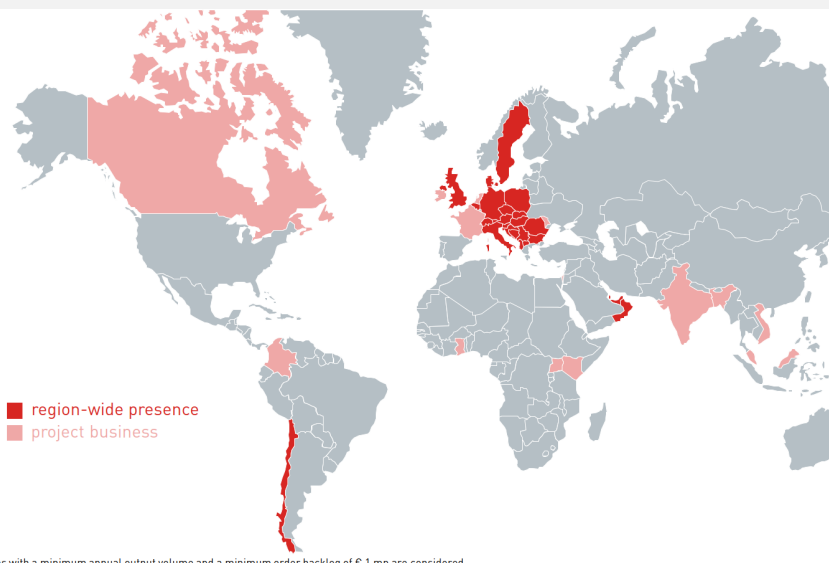 region-wide presence
project business
with a minimum annual output volume and a minimum order backlog of € 1 mn are considered